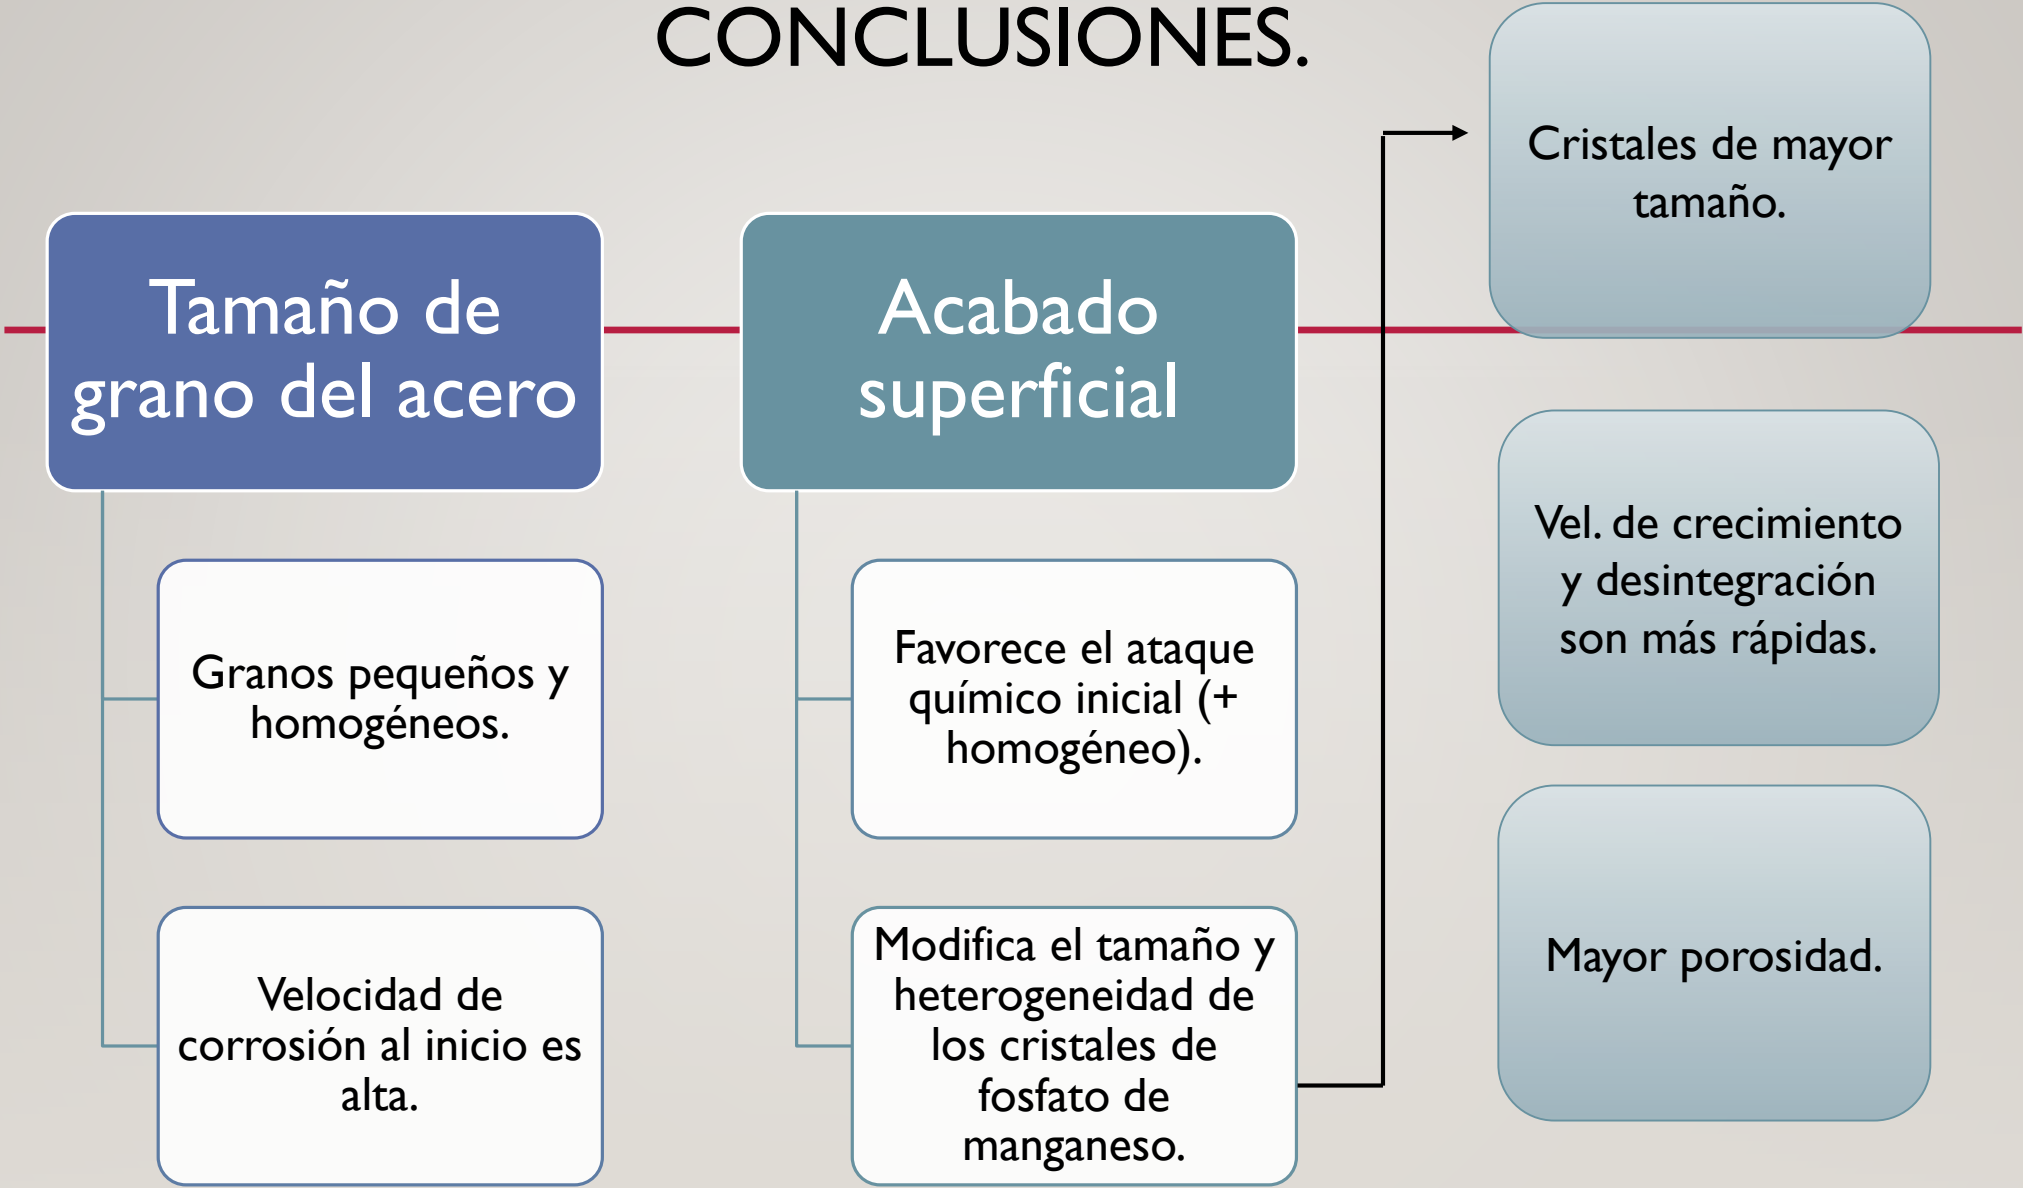 CONCLUSIONES.
Tamaño de
grano del acero
Granos pequeños y
homogéneos.
Velocidad de
corrosión al inicio es
alta.
Acabado
superficial
Favorece el ataque
químico inicial (+
homogéneo).
Modifica el tamaño y
heterogeneidad de
los cristales de
fosfato de
manganeso.
Cristales de mayor
tamaño.
Vel. de crecimiento
y desintegración
son más rápidas.
Mayor porosidad.